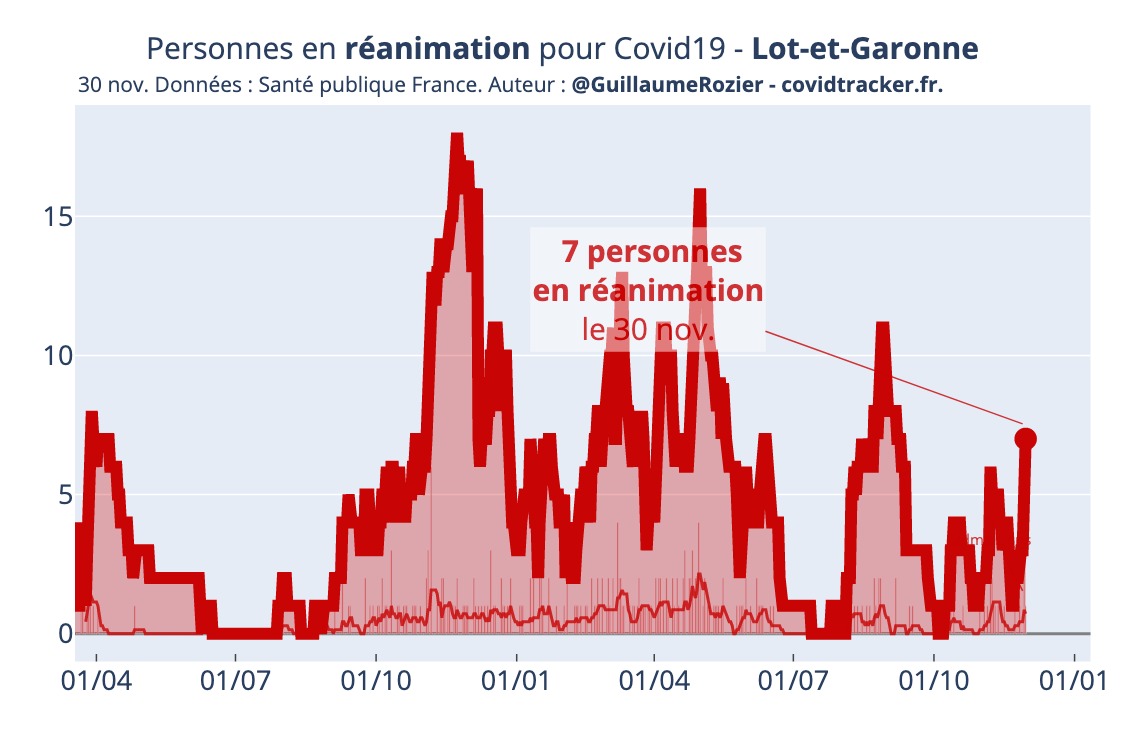 Personnes en réanimation pour Covid19 - Lot-et-Garonne
30 nov. Données : Santé publique France. Auteur : @GuillaumeRozier - covidtracker.fr.
15
10
5
0
7 personnes
en réanimation
le 30 nov.
01/04 01/07 01/10 01/01 01/04 01/07 01/10 01/01